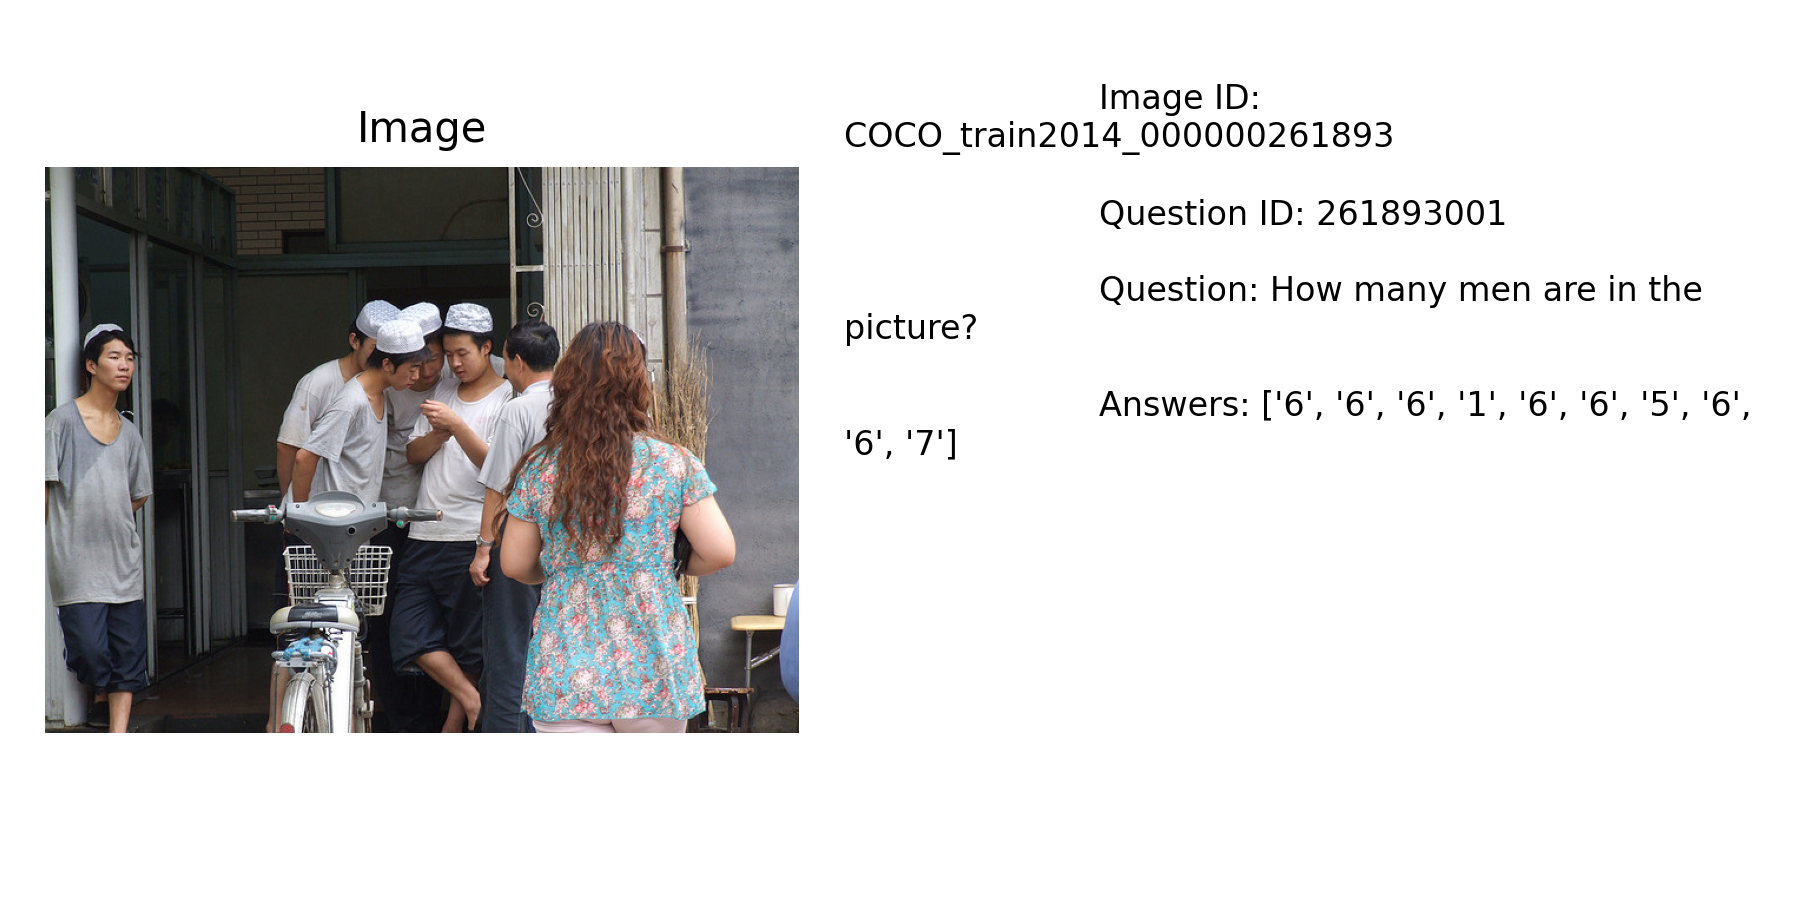 Image
Image ID:
COCO_train2014_000000261893
Question ID: 261893001
Question: How many men are in the
picture?
Answers: ['6', '6', '6', '1', '6', '6', '5', '6',
'6', '7']